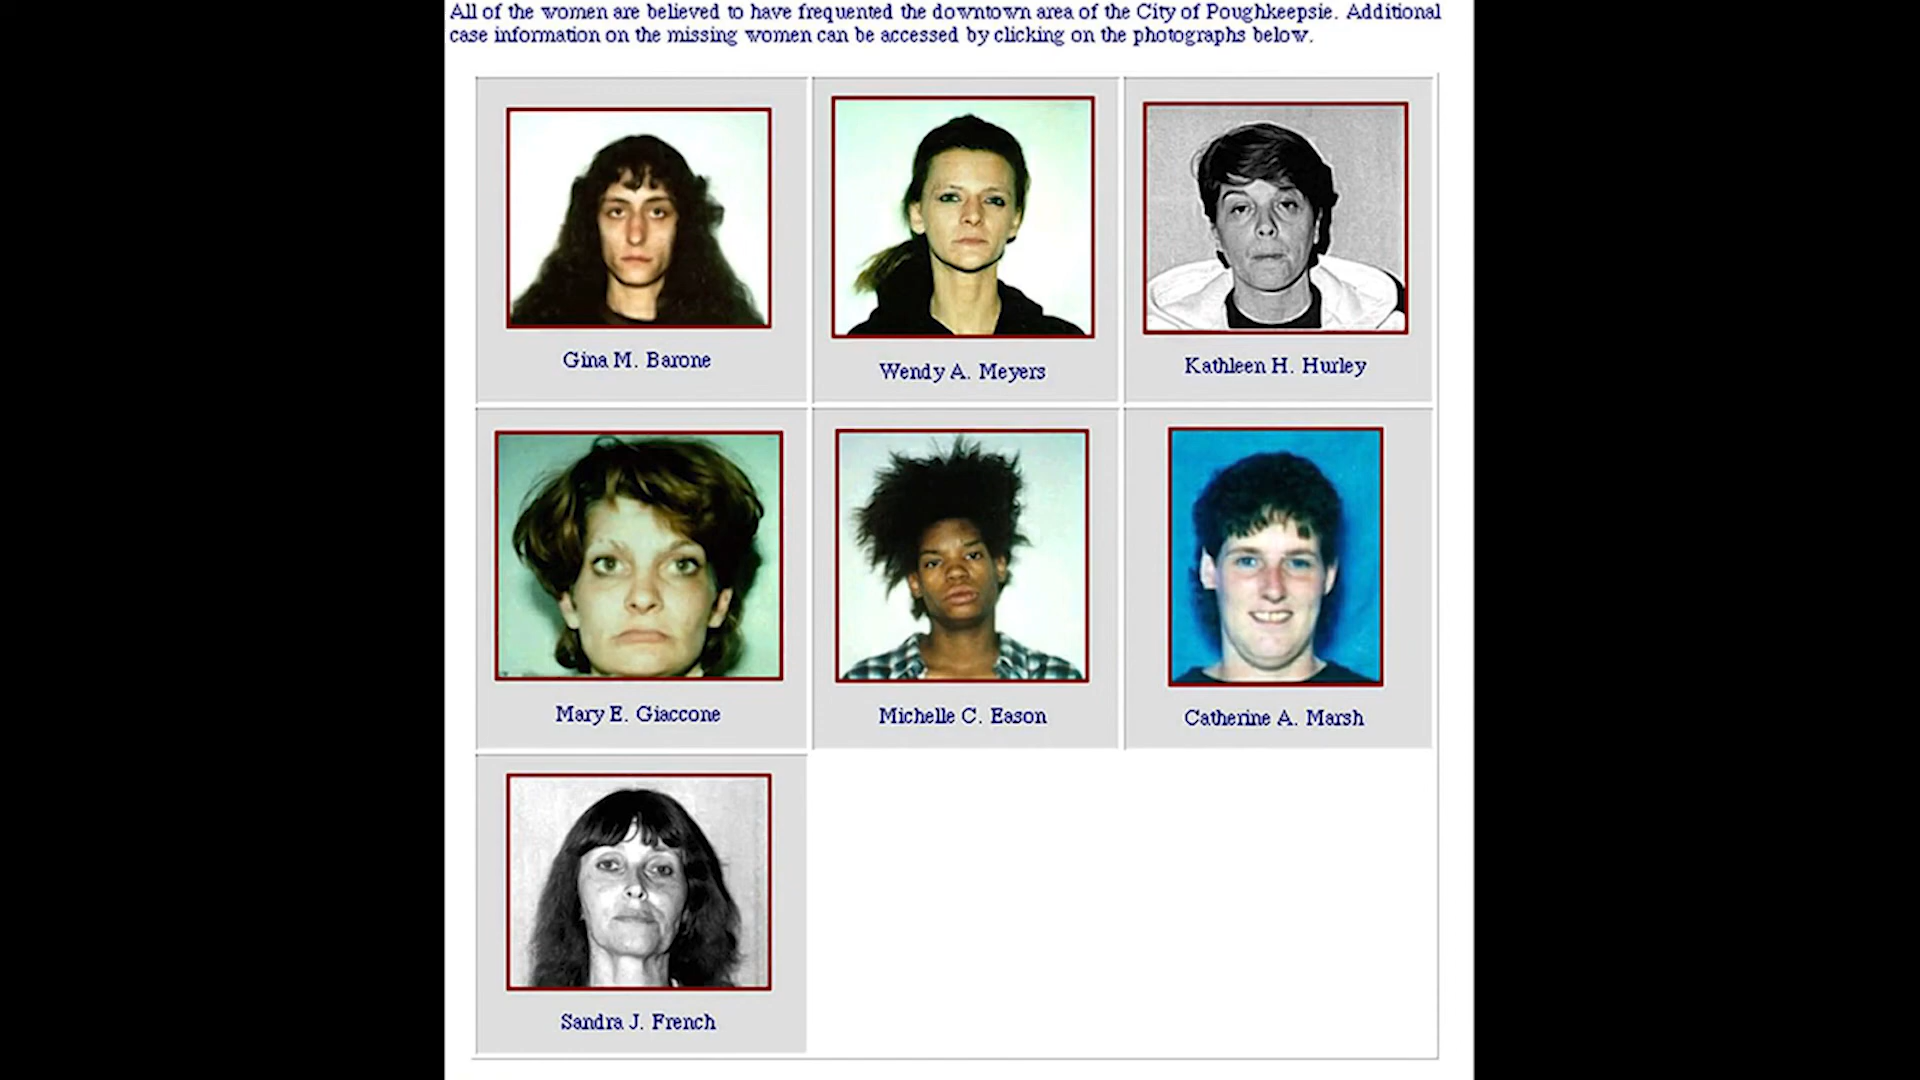 All of the women are believed to have frequented the downtown area of the City of Poughkeepsie. Additional
case information on the missing women can be accessed by clicking on the photographs below.
Gina M. Barone
Wendy A. Meyers
Kathleen H. Hurley
Mary E. Giaccone
Michelle C. Eason
Catherine A. Marsh
Sandra J. French